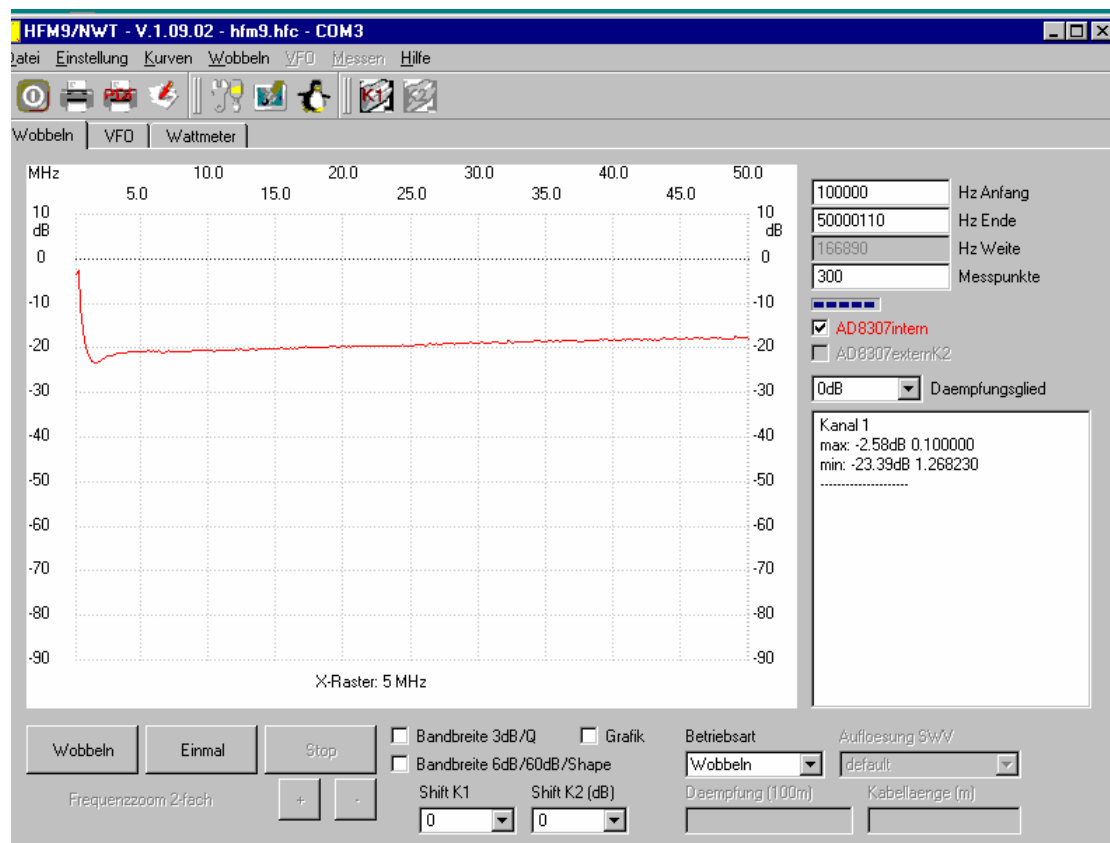 HFM9/NWT - V.1.09.02 - hfm9.hfc - COM3
Datei Einstellung Kurven Wobbeln VFO Messen Hilfe
PDF K1 K2
Wobbeln VFO Wattmeter
MHz 10.0 20.0 30.0 40.0 50.0
5.0 15.0 25.0 35.0 45.0
10 10
dB dB
0 0
-10 -10
-20 -20
-30 -30
-40 -40
-50 -50
-60 -60
-70 -70
-80 -80
-90 -90
X-Raster: 5 MHz
100000 Hz Anfang
50000110 Hz Ende
166890 Hz Weite
300 Messpunkte
AD8307intern
AD8307externK2
0dB Daempfungsglied
Kanal 1
max: -2.58dB 0.100000
min: -23.39dB 1.268230
---------------------
Wobbeln Einmal Stop
Frequenzzoom 2-fach + -
Bandbreite 3dB/Q Grafik
Bandbreite 6dB/60dB/Shape
Shift K1 Shift K2 (dB)
0 0
Betriebsart Aufloesung SWV
Wobbeln default
Daempfung (100m) Kabellaenge (m)